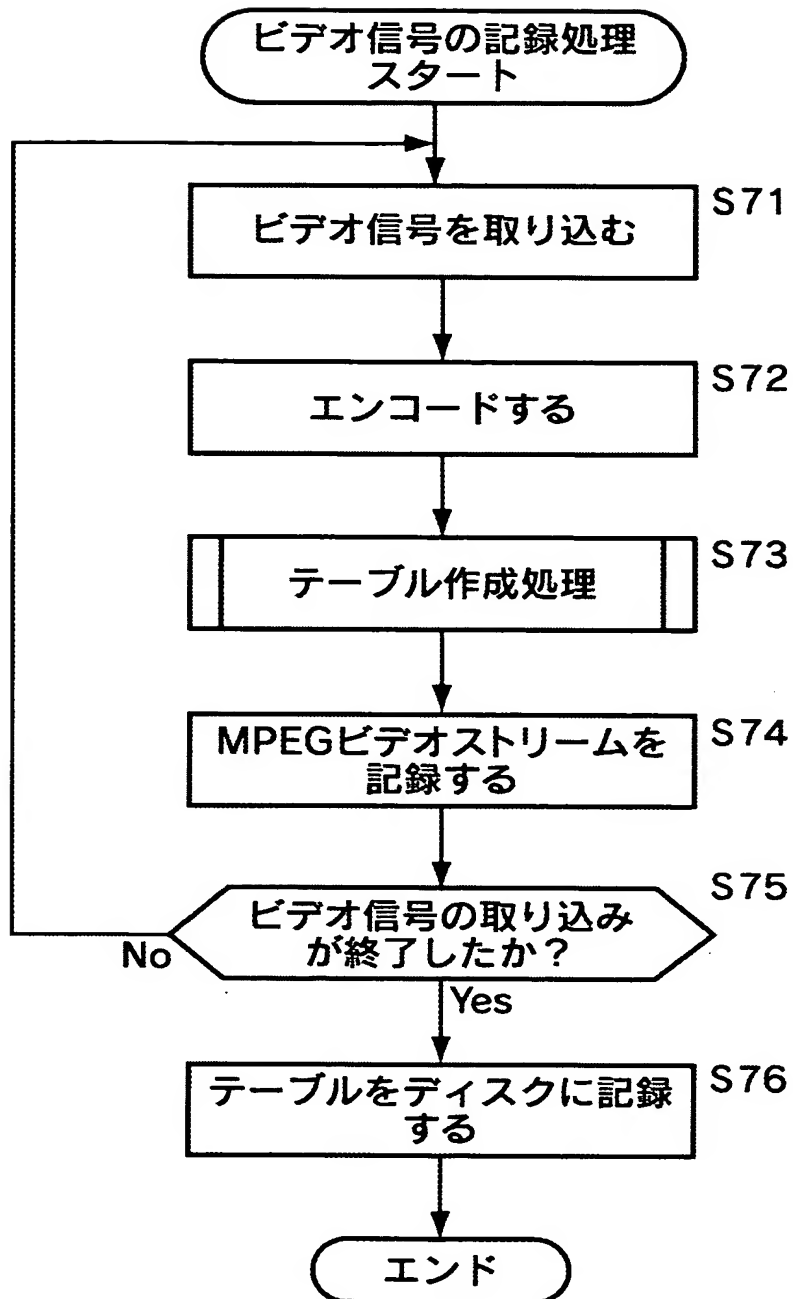 ビデオ信号の記録処理
スタート
S71
ビデオ信号を取り込む
S72
エンコードする
S73
テーブル作成処理
S74
MPEGビデオストリームを
記録する
S75
ビデオ信号の取り込み
が終了したか？
No
Yes
S76
テーブルをディスクに記録
する
エンド